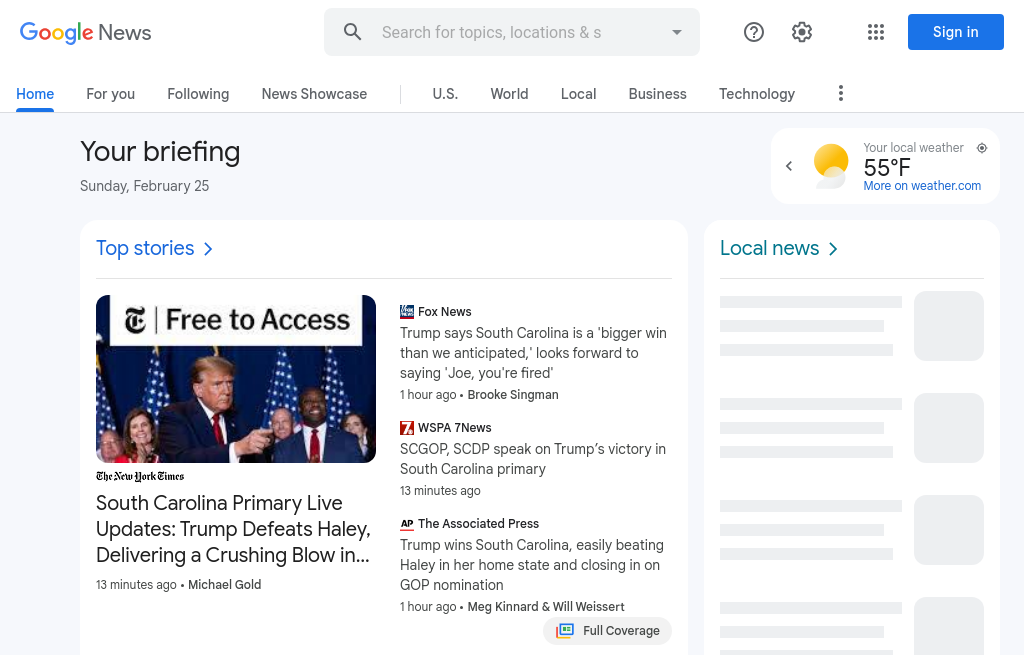 Google News
Search for topics, locations & s
Sign in
Home
For you
Following
News Showcase
U.S.
World
Local
Business
Technology
Your briefing
Sunday, February 25
Your local weather
55°F
More on weather.com
Top stories
Free to Access
The New York Times
South Carolina Primary Live
Updates: Trump Defeats Haley,
Delivering a Crushing Blow in...
13 minutes ago • Michael Gold
Fox News
Trump says South Carolina is a 'bigger win
than we anticipated,' looks forward to
saying 'Joe, you're fired'
1 hour ago • Brooke Singman
WSPA 7News
SCGOP, SCDP speak on Trump’s victory in
South Carolina primary
13 minutes ago
AP The Associated Press
Trump wins South Carolina, easily beating
Haley in her home state and closing in on
GOP nomination
1 hour ago • Meg Kinnard & Will Weissert
Full Coverage
Local news